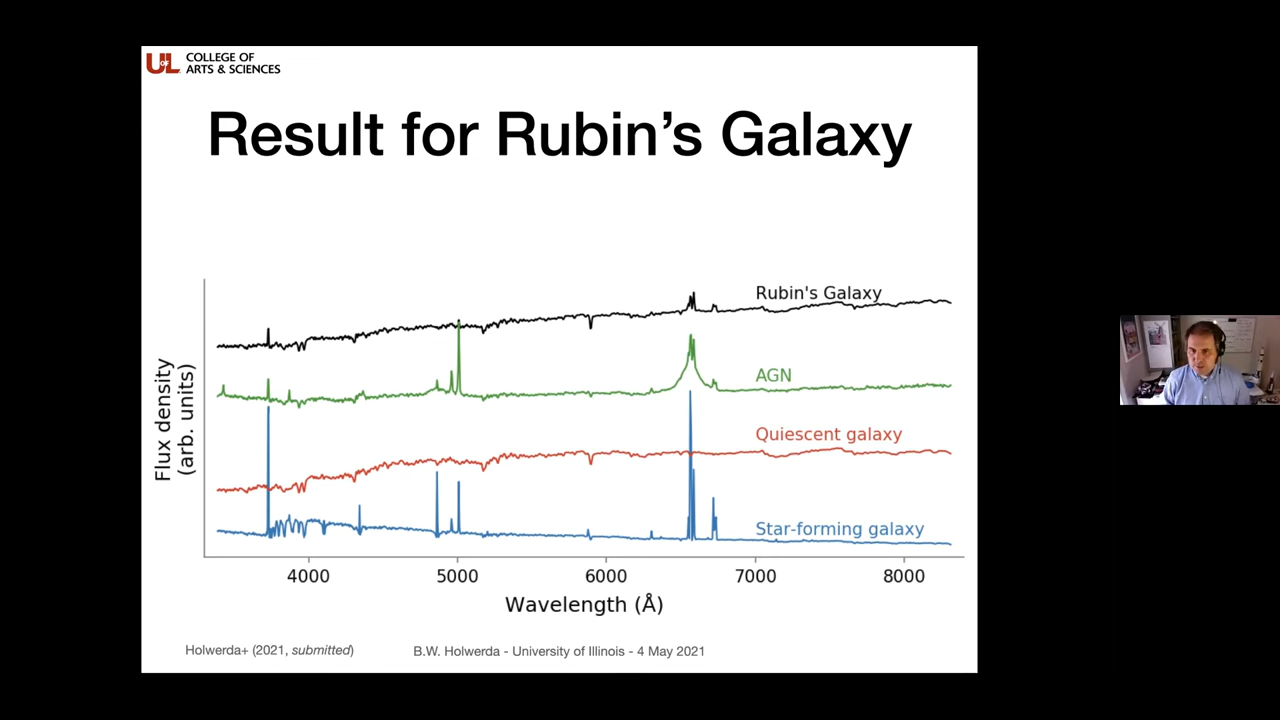 UofL COLLEGE OF
ARTS & SCIENCES
Result for Rubin's Galaxy
Rubin's Galaxy
AGN
Quiescent galaxy
Star-forming galaxy
Flux density
(arb. units)
4000 5000 6000 7000 8000
Wavelength (Å)
Holwerda+ (2021, submitted) B.W. Holwerda - University of Illinois - 4 May 2021